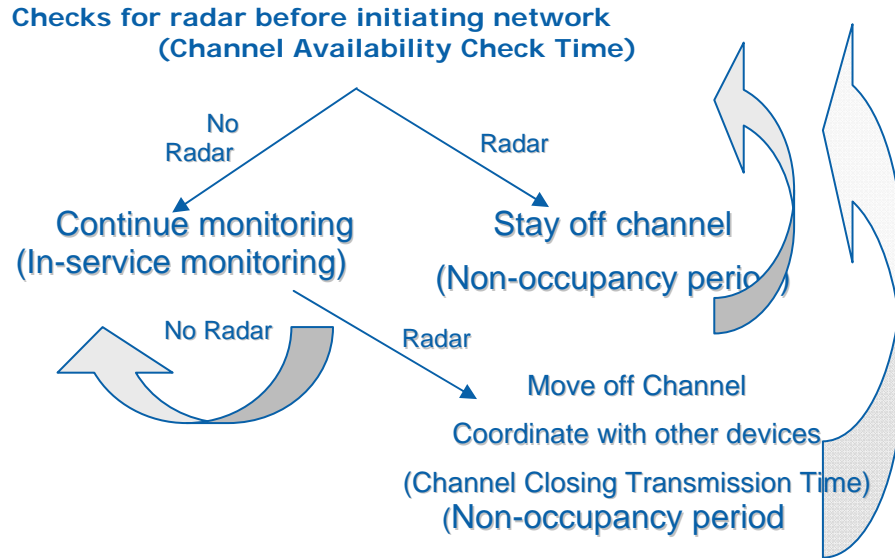 Checks for radar before initiating network
(Channel Availability Check Time)
No
Radar
Radar
Continue monitoring
(In-service monitoring)
Stay off channel
(Non-occupancy period)
No Radar
Radar
Move off Channel
Coordinate with other devices
(Channel Closing Transmission Time)
(Non-occupancy period